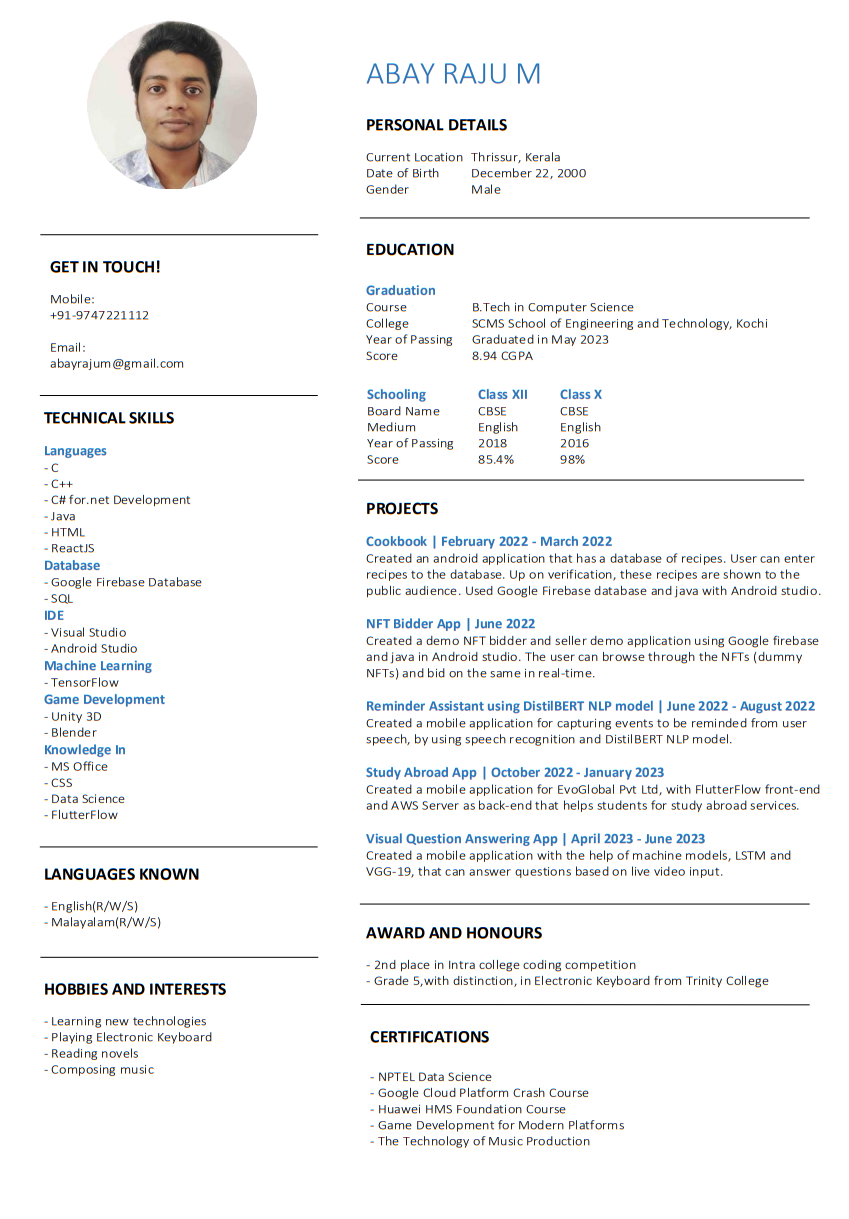 ABAY RAJU M
PERSONAL DETAILS
Current Location Thrissur, Kerala
Date of Birth December 22, 2000
Gender Male
GET IN TOUCH!
Mobile:
+91-9747221112
Email:
abayrajum@gmail.com
TECHNICAL SKILLS
Languages
- C
- C++
- C# for.net Development
- Java
- HTML
- ReactJS
Database
- Google Firebase Database
- SQL
IDE
- Visual Studio
- Android Studio
Machine Learning
- TensorFlow
Game Development
- Unity 3D
- Blender
Knowledge In
- MS Office
- CSS
- Data Science
- FlutterFlow
LANGUAGES KNOWN
- English(R/W/S)
- Malayalam(R/W/S)
HOBBIES AND INTERESTS
- Learning new technologies
- Playing Electronic Keyboard
- Reading novels
- Composing music
EDUCATION
Graduation
Course B.Tech in Computer Science
College SCMS School of Engineering and Technology, Kochi
Year of Passing Graduated in May 2023
Score 8.94 CGPA
Schooling Class XII Class X
Board Name CBSE CBSE
Medium English English
Year of Passing 2018 2016
Score 85.4% 98%
PROJECTS
Cookbook | February 2022 - March 2022
Created an android application that has a database of recipes. User can enter
recipes to the database. Up on verification, these recipes are shown to the
public audience. Used Google Firebase database and java with Android studio.
NFT Bidder App | June 2022
Created a demo NFT bidder and seller demo application using Google firebase
and java in Android studio. The user can browse through the NFTs (dummy
NFTs) and bid on the same in real-time.
Reminder Assistant using DistilBERT NLP model | June 2022 - August 2022
Created a mobile application for capturing events to be reminded from user
speech, by using speech recognition and DistilBERT NLP model.
Study Abroad App | October 2022 - January 2023
Created a mobile application for EvoGlobal Pvt Ltd, with FlutterFlow front-end
and AWS Server as back-end that helps students for study abroad services.
Visual Question Answering App | April 2023 - June 2023
Created a mobile application with the help of machine models, LSTM and
VGG-19, that can answer questions based on live video input.
AWARD AND HONOURS
- 2nd place in Intra college coding competition
- Grade 5,with distinction, in Electronic Keyboard from Trinity College
CERTIFICATIONS
- NPTEL Data Science
- Google Cloud Platform Crash Course
- Huawei HMS Foundation Course
- Game Development for Modern Platforms
- The Technology of Music Production